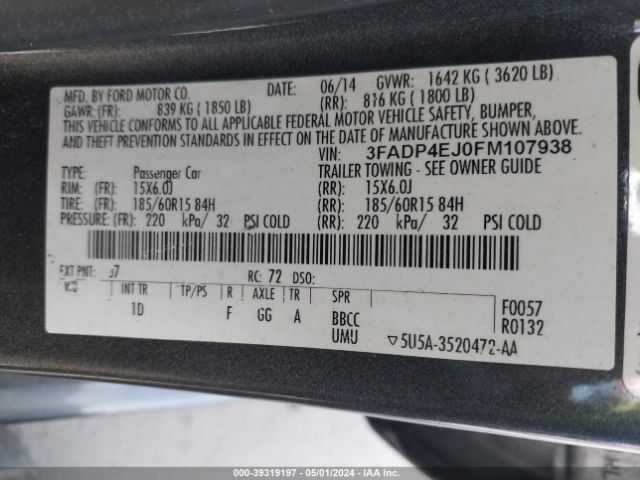 MFD. BY FORD MOTOR CO. DATE: 06/14 GVWR: 1642 KG ( 3620 LB)
GAWR: (FR): 839 KG ( 1850 LB) (RR): 816 KG ( 1800 LB)
THIS VEHICLE CONFORMS TO ALL APPLICABLE FEDERAL MOTOR VEHICLE SAFETY, BUMPER,
AND THEFT PREVENTION STANDARDS IN EFFECT ON THE DATE OF MANUFACTURE SHOWN ABOVE.
VIN: 3FADP4EJ0FM107938
TYPE: Passenger Car TRAILER TOWING - SEE OWNER GUIDE
RIM: (FR): 15X6.0J (RR): 15X6.0J
TIRE: (FR): 185/60R15 84H (RR): 185/60R15 84H
PRESSURE: (FR): 220 kPa/ 32 PSI COLD (RR): 220 kPa/ 32 PSI COLD
EXT PNT: RC: 72 DSO:
INT TR TP/PS R AXLE TR SPR F0057
1D F GG A BBCC R0132
UMU ▽5U5A-3520472-AA
000-39319197 - 05/01/2024 - IAA Inc.